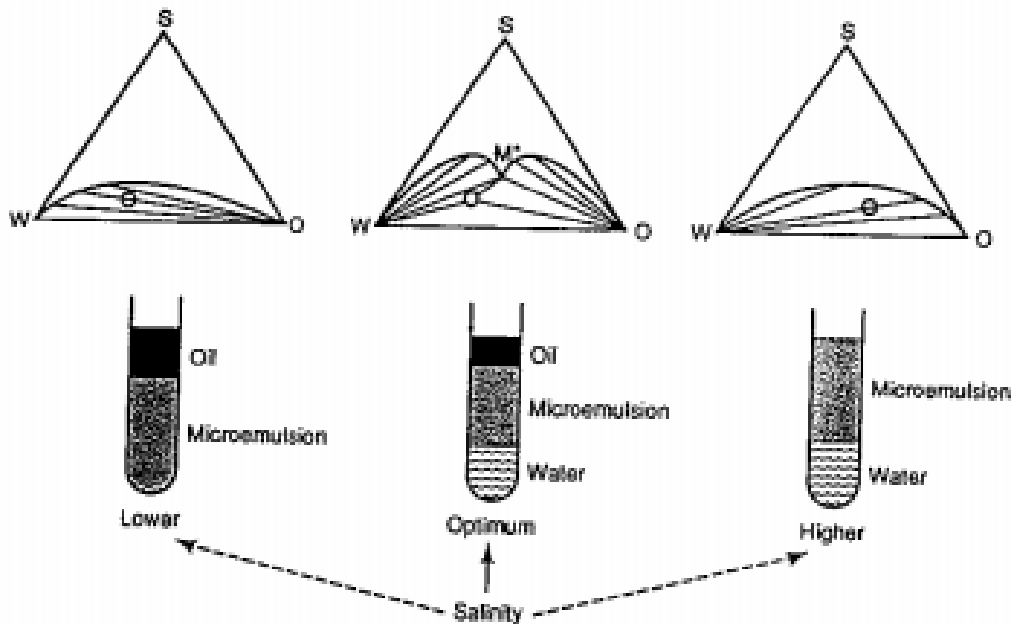 S
S
S
W
O
M*
W
O
W
O
Oil
Microemulsion
Lower
Oil
Microemulsion
Water
Optimum
Microemulsion
Water
Higher
Salinity